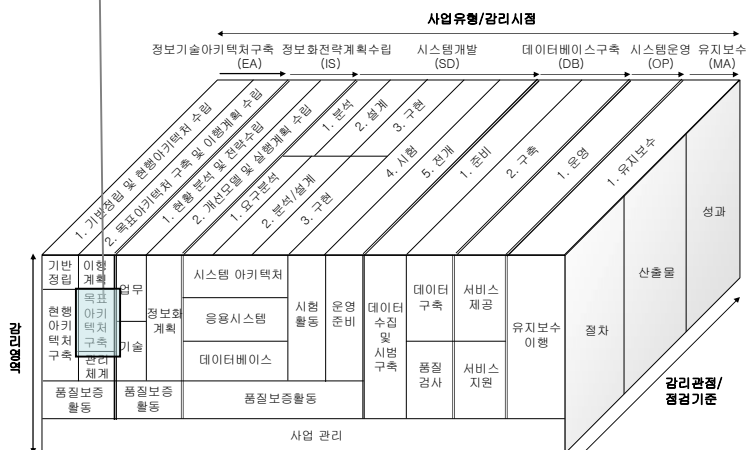 사업유형/감리시점
정보기술아키텍처구축
(EA)
정보화전략계획수립
(IS)
시스템개발
(SD)
데이터베이스구축
(DB)
시스템운영
(OP)
유지보수
(MA)
1. 기반정립 및 현행아키텍처 수립
2. 목표아키텍처 구축 및 이행계획 수립
1. 현황 분석 및 전략수립
2. 개선모델 및 실행계획 수립
1. 분석
2. 설계
3. 구현
1. 요구분석
2. 분석/설계
3. 구현
4. 시험
5. 전개
1. 준비
2. 구축
1. 운영
1. 유지보수
감리영역
기반
정립
이행
계획
현행
아키
텍처
구축
목표
아키
텍처
구축
관리
체계
업무
기술
정보화
계획
시스템 아키텍처
응용시스템
데이터베이스
시험
활동
운영
준비
데이터
수집
및
시범
구축
데이터
구축
품질
검사
서비스
제공
서비스
지원
유지보수
이행
품질보증
활동
품질보증
활동
품질보증활동
사업 관리
절차
산출물
성과
감리관점/
점검기준